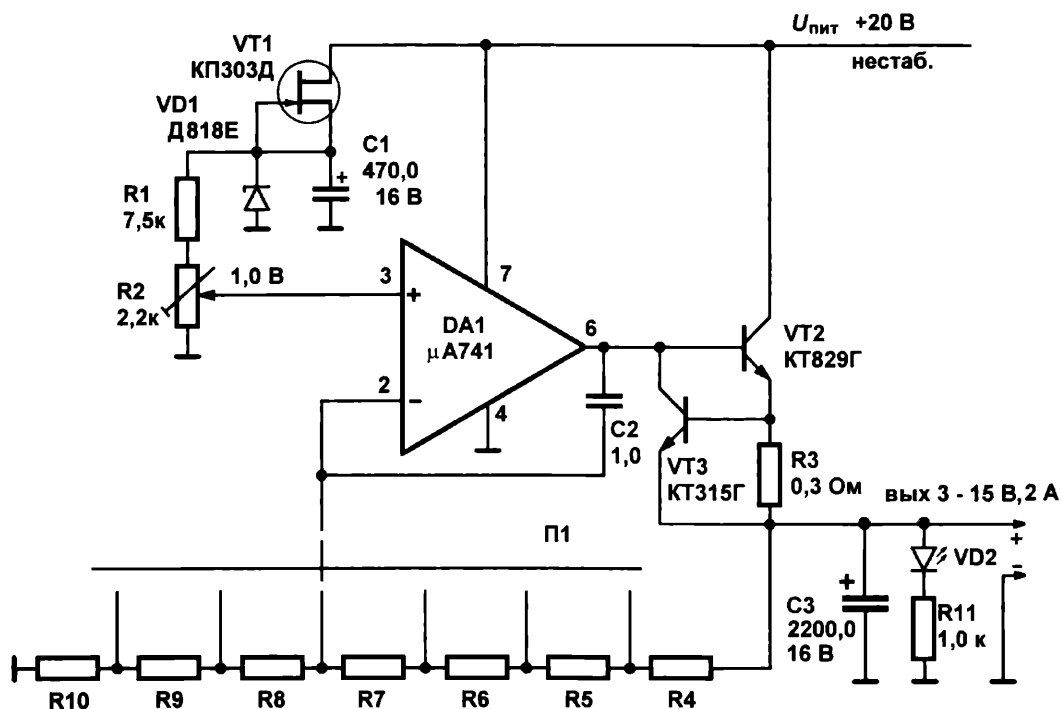 Uпит +20 В
нестаб.
VT1
КП303Д
VD1
Д818Е
C1
470,0
16 В
+
R1
7,5к
R2
2,2к
1,0 В
3
+
7
DA1
μA741
6
2
–
4
C2
1,0
VT2
КТ829Г
VT3
КТ315Г
R3
0,3 Ом
вых 3 - 15 В, 2 А
+
–
VD2
П1
+
C3
2200,0
16 В
R11
1,0 к
R10
R9
R8
R7
R6
R5
R4